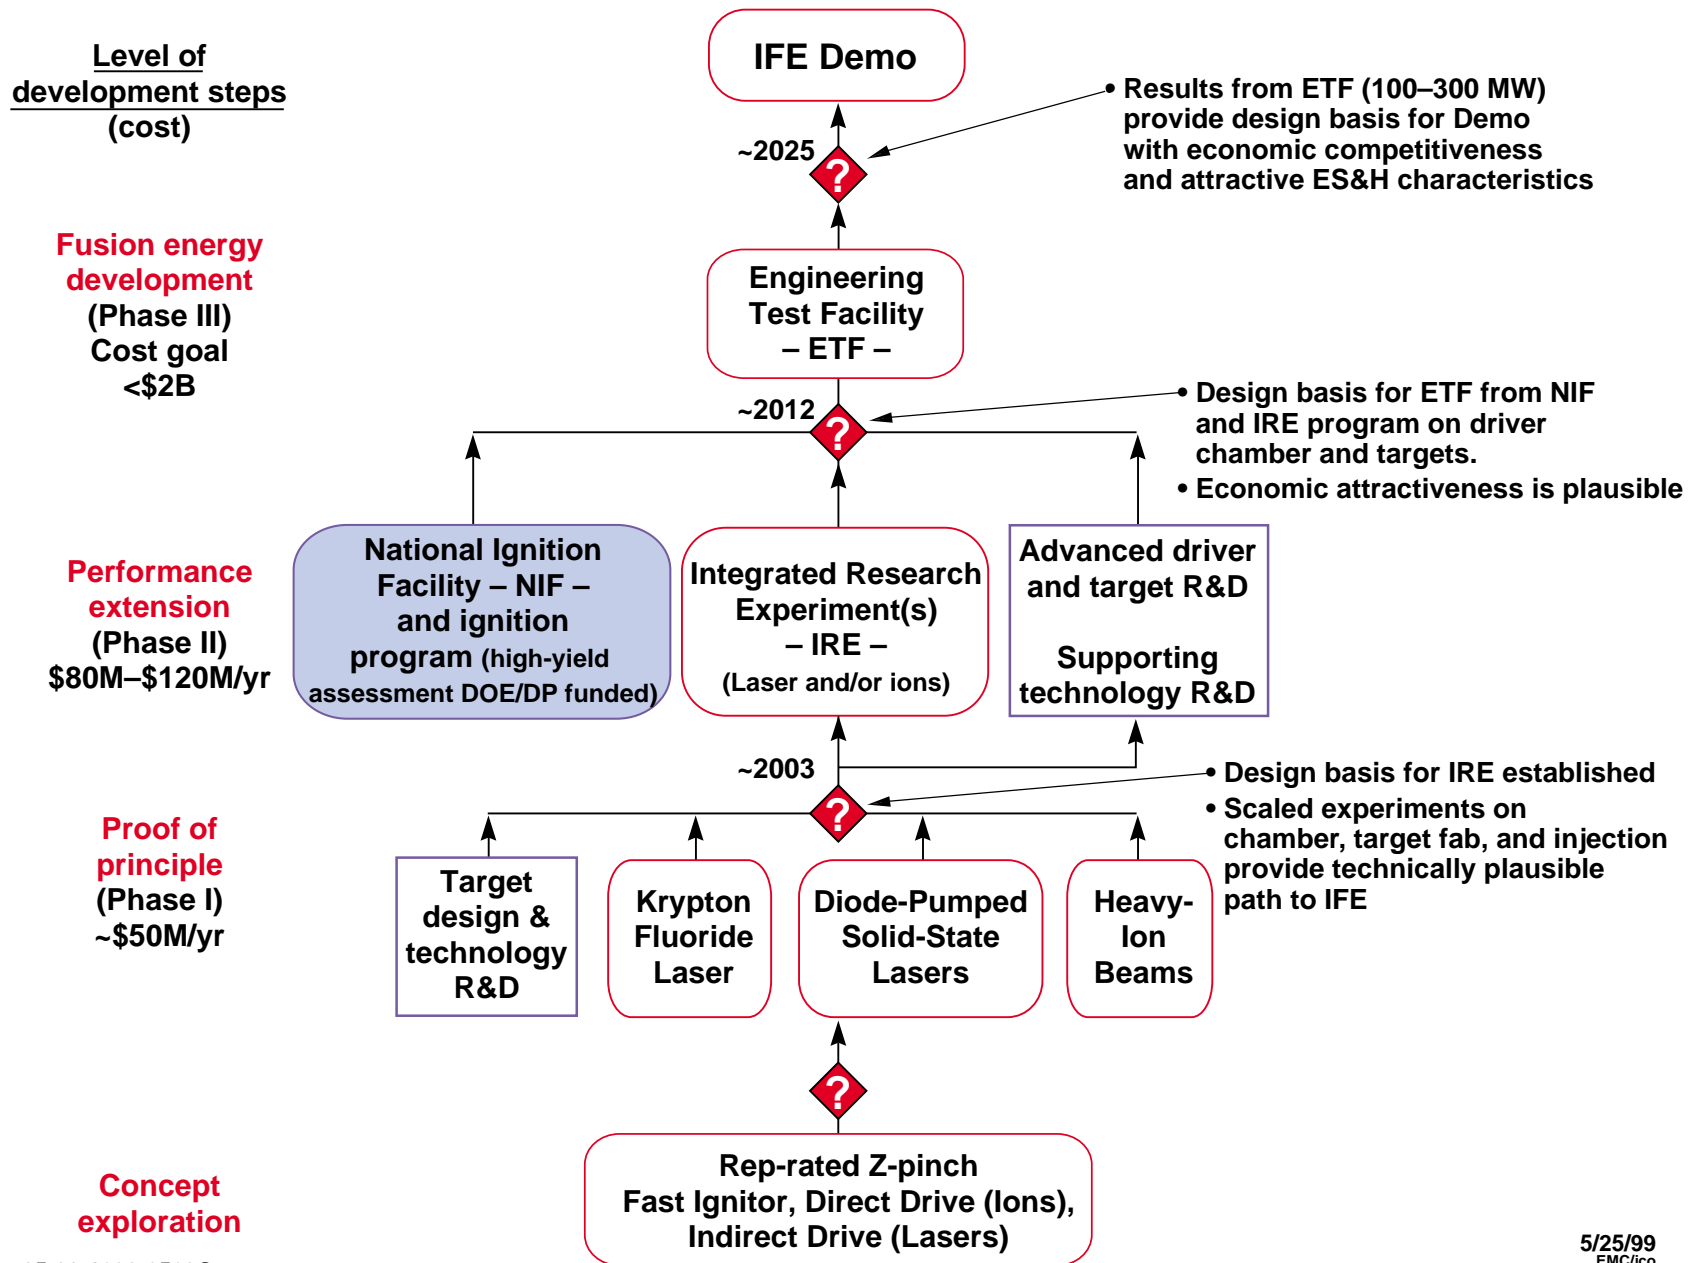 Level of
development steps
(cost)
IFE Demo
• Results from ETF (100–300 MW)
provide design basis for Demo
with economic competitiveness
and attractive ES&H characteristics
~2025
?
Fusion energy
development
(Phase III)
Cost goal
<$2B
Engineering
Test Facility
– ETF –
~2012
?
• Design basis for ETF from NIF
and IRE program on driver
chamber and targets.
• Economic attractiveness is plausible
Performance
extension
(Phase II)
$80M–$120M/yr
National Ignition
Facility – NIF –
and ignition
program (high-yield
assessment DOE/DP funded)
Integrated Research
Experiment(s)
– IRE –
(Laser and/or ions)
Advanced driver
and target R&D
Supporting
technology R&D
~2003
?
• Design basis for IRE established
• Scaled experiments on
chamber, target fab, and injection
provide technically plausible
path to IFE
Proof of
principle
(Phase I)
~$50M/yr
Target
design &
technology
R&D
Krypton
Fluoride
Laser
Diode-Pumped
Solid-State
Lasers
Heavy-
Ion
Beams
?
Concept
exploration
Rep-rated Z-pinch
Fast Ignitor, Direct Drive (Ions),
Indirect Drive (Lasers)
5/25/99
EMC/ico